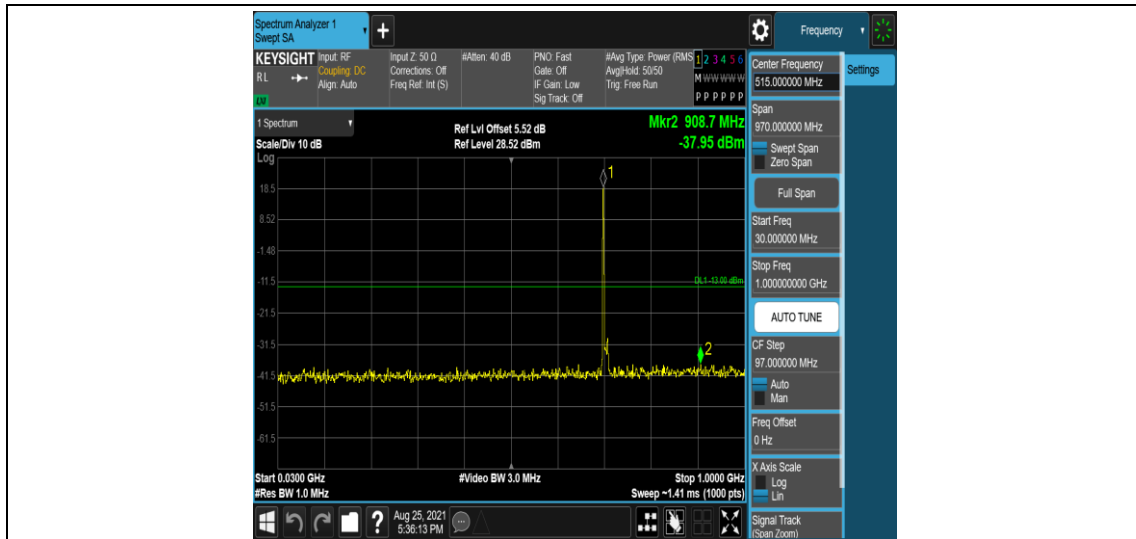 Spectrum Analyzer 1
Swept SA
+
Frequency
KEYSIGHT
RL
LXI
Input: RF
Coupling: DC
Align: Auto
Input Z: 50 Ω
Corrections: Off
Freq Ref: Int (S)
#Atten: 40 dB
PNO: Fast
Gate: Off
IF Gain: Low
Sig Track: Off
#Avg Type: Power (RMS
Avg|Hold: 50/50
Trig: Free Run
1 2 3 4 5 6
M W W W W W
P P P P P P
1 Spectrum
Scale/Div 10 dB
Log
Ref Lvl Offset 5.52 dB
Ref Level 28.52 dBm
Mkr2 908.7 MHz
-37.95 dBm
1
18.5
8.52
-1.48
-11.5
DL1 -13.00 dBm
-21.5
-31.5
2
-41.5
-51.5
-61.5
Start 0.0300 GHz
#Res BW 1.0 MHz
#Video BW 3.0 MHz
Stop 1.0000 GHz
Sweep ~1.41 ms (1000 pts)
?
Aug 25, 2021
5:36:13 PM
Settings
Center Frequency
515.000000 MHz
Span
970.000000 MHz
Swept Span
Zero Span
Full Span
Start Freq
30.000000 MHz
Stop Freq
1.000000000 GHz
AUTO TUNE
CF Step
97.000000 MHz
Auto
Man
Freq Offset
0 Hz
X Axis Scale
Log
Lin
Signal Track
(Span Zoom)